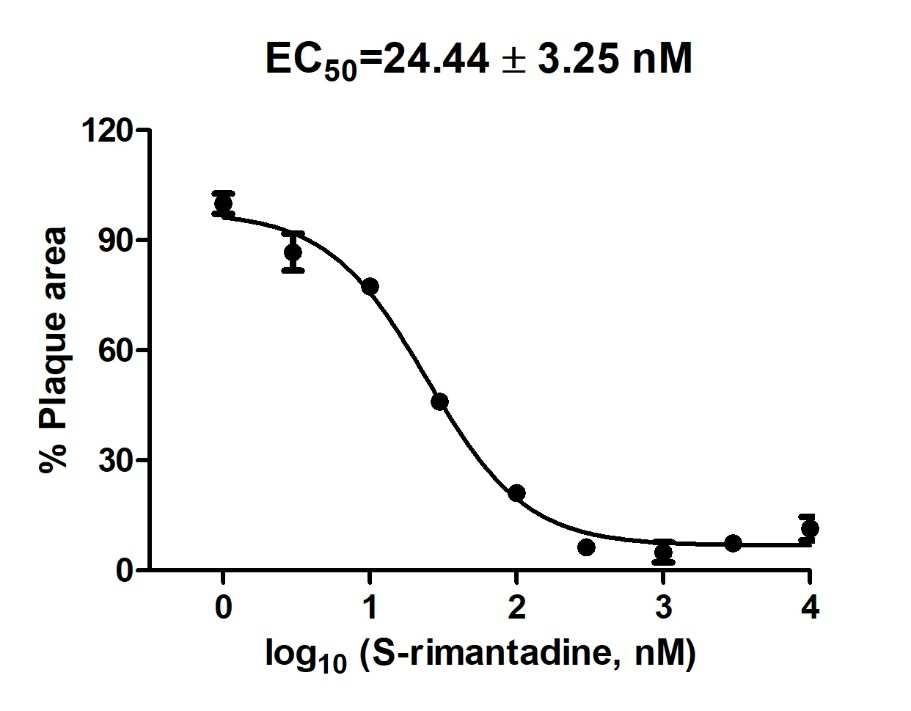 EC50=24.44 ± 3.25 nM
120
90
60
30
0
% Plaque area
0 1 2 3 4
log10 (S-rimantadine, nM)